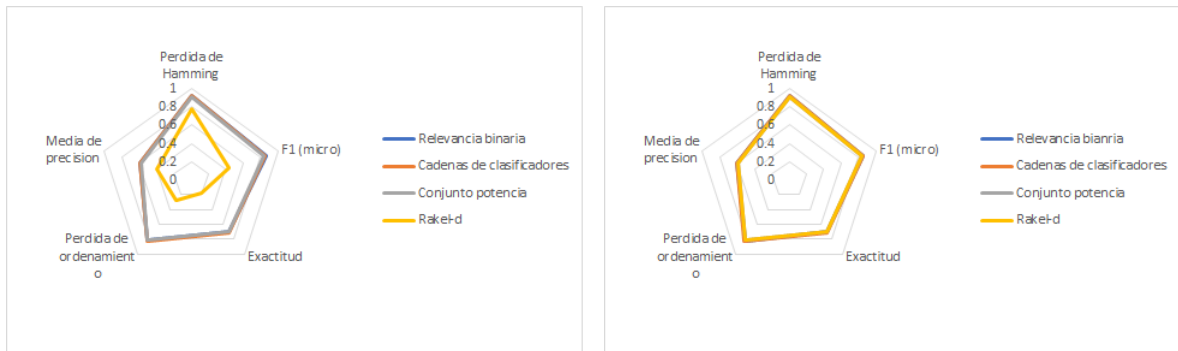 Perdida de
Hamming
1
0.8
0.6
0.4
0.2
0
F1 (micro)
Exactitud
Perdida de
ordenamient
o
Media de
precision
Relevancia binaria
Cadenas de clasificadores
Conjunto potencia
Rakel-d
Perdida de
Hamming
1
0.8
0.6
0.4
0.2
0
F1 (micro)
Exactitud
Perdida de
ordenamient
o
Media de
precision
Relevancia bianria
Cadenas de clasificadores
Conjunto potencia
Rakel-d